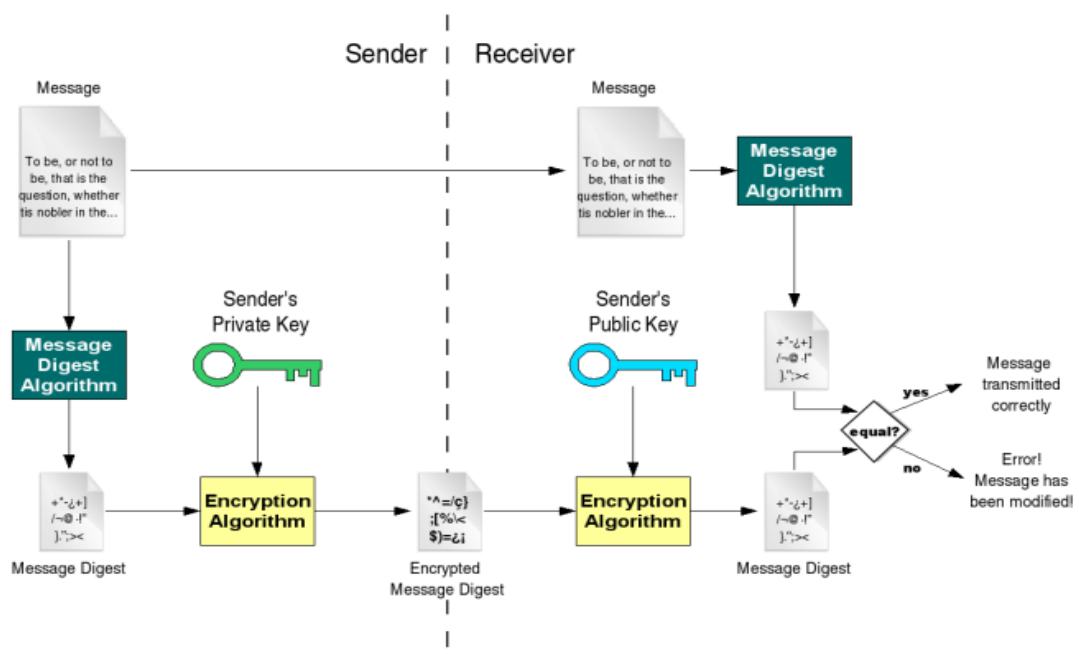 Sender
Receiver
Message
To be, or not to
be, that is the
question, whether
tis nobler in the...
Message
To be, or not to
be, that is the
question, whether
tis nobler in the...
Message
Digest
Algorithm
Sender's
Private Key
Sender's
Public Key
Message
Digest
Algorithm
+*-¿+]
/¬@·!"
}.";><
equal?
yes
no
Message
transmitted
correctly
Error!
Message has
been modified!
+*-¿+]
/¬@·!"
}.";><
Message Digest
Encryption
Algorithm
*^=/ç}
;[%\<
$)=¿¡
Encrypted
Message Digest
Encryption
Algorithm
+*-¿+]
/¬@·!"
}.";><
Message Digest